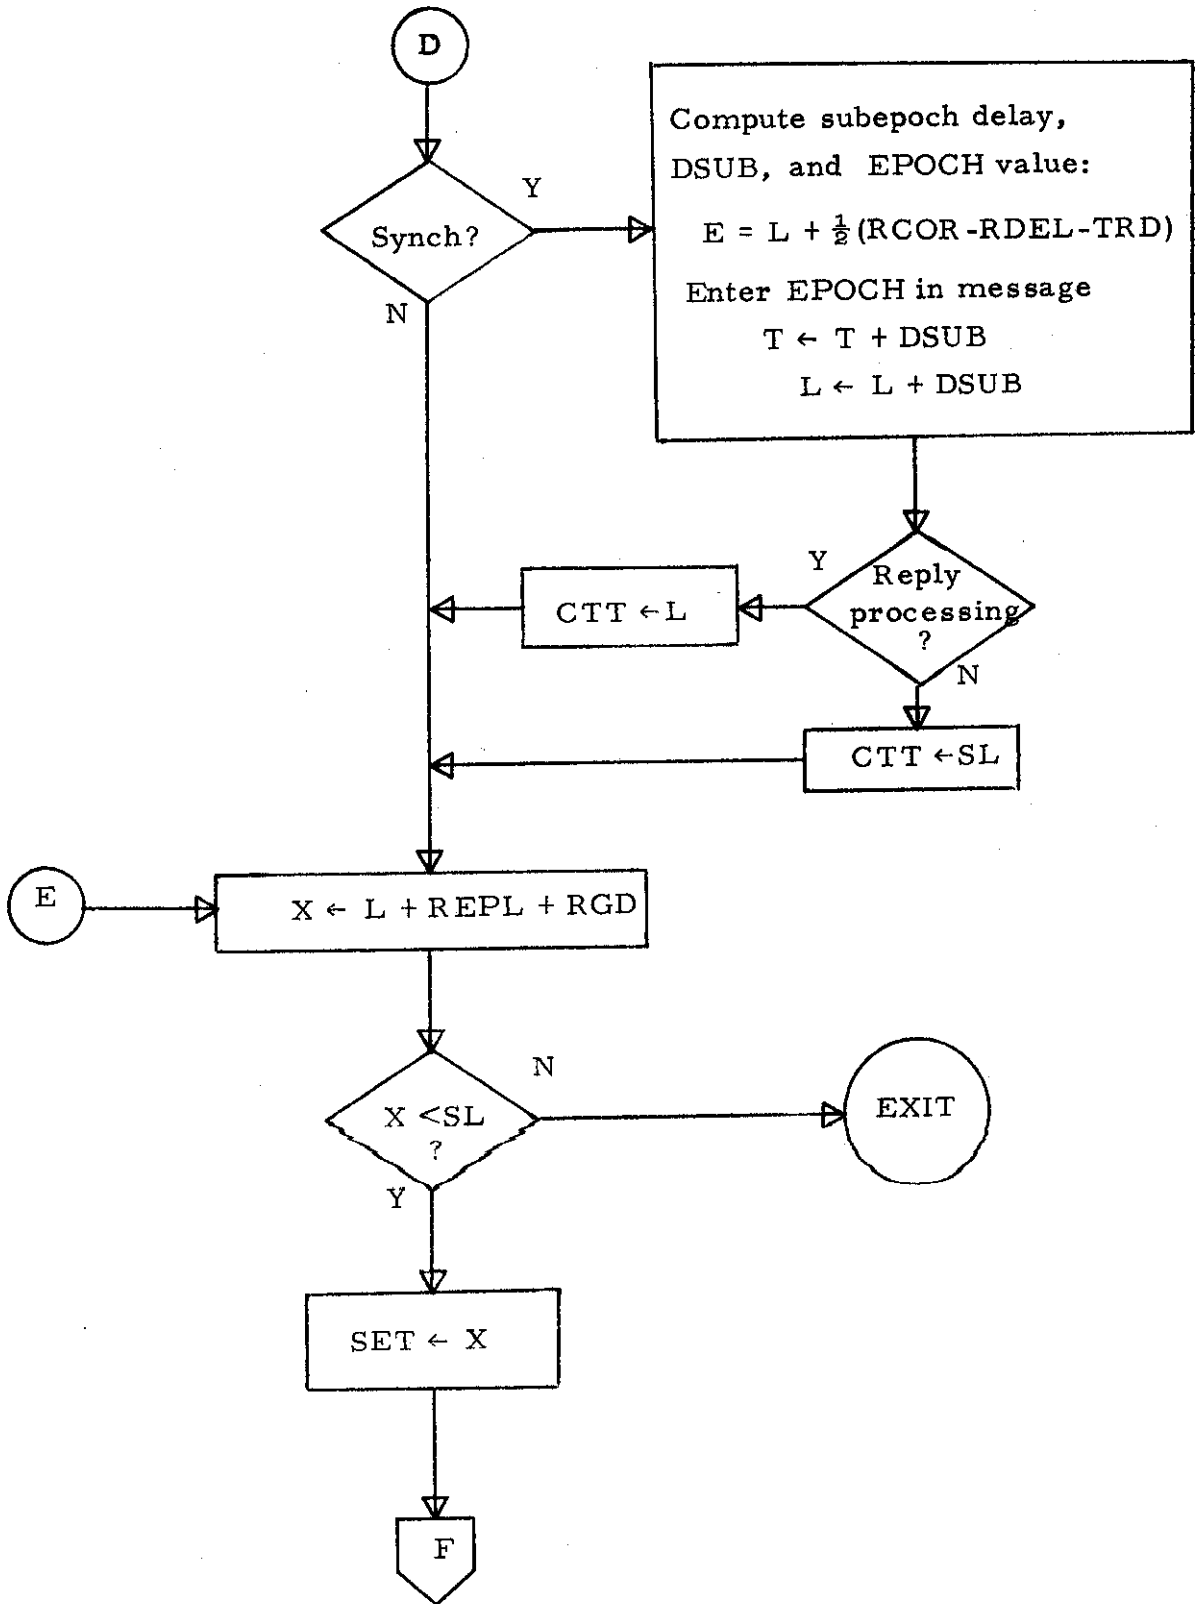 D
Synch?
Y
N
Compute subepoch delay,
DSUB, and EPOCH value:
E = L + ½ (RCOR-RDEL-TRD)
Enter EPOCH in message
T ← T + DSUB
L ← L + DSUB
Reply
processing
?
Y
N
CTT ← L
CTT ← SL
E
X ← L + REPL + RGD
X < SL
?
N
Y
EXIT
SET ← X
F